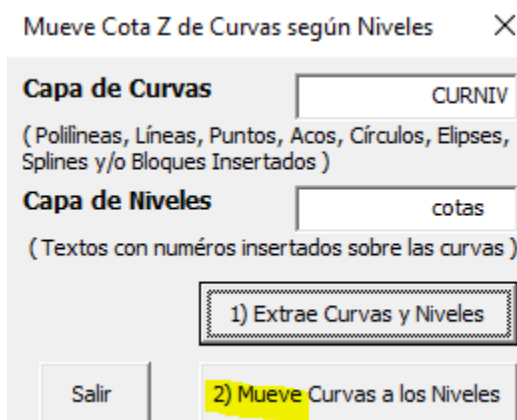 Mueve Cota Z de Curvas según Niveles
Capa de Curvas
CURNIV
( Polilìneas, Líneas, Puntos, Acos, Círculos, Elipses,
Splines y/o Bloques Insertados )
Capa de Niveles
cotas
( Textos con numéros insertados sobre las curvas )
1) Extrae Curvas y Niveles
Salir
2) Mueve Curvas a los Niveles